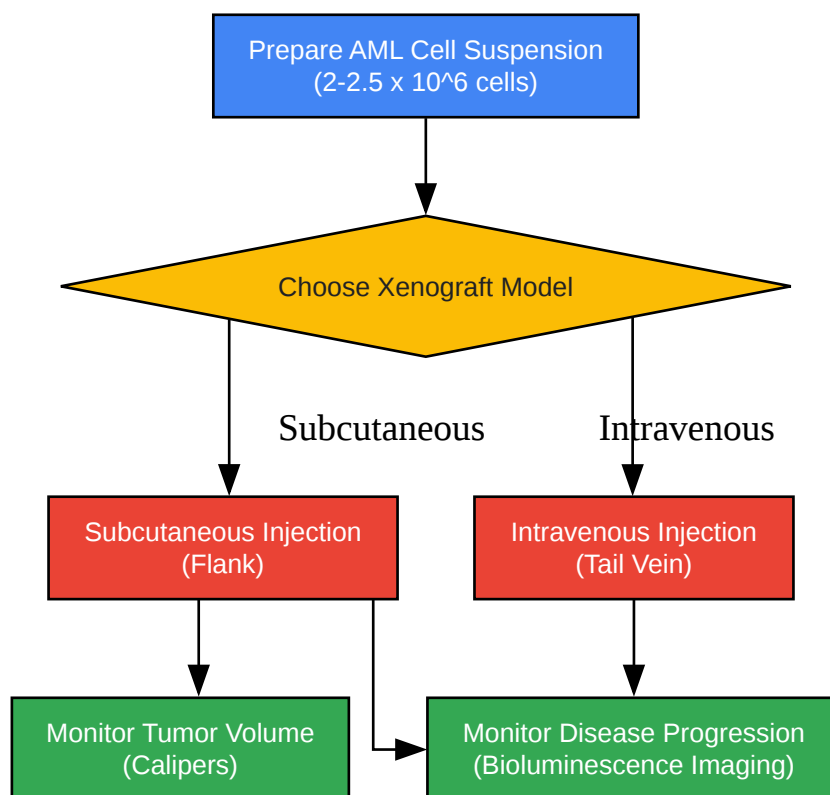 Prepare AML Cell Suspension
(2-2.5 x 10^6 cells)
Choose Xenograft Model
Subcutaneous
Intravenous
Subcutaneous Injection
(Flank)
Intravenous Injection
(Tail Vein)
Monitor Tumor Volume
(Calipers)
Monitor Disease Progression
(Bioluminescence Imaging)